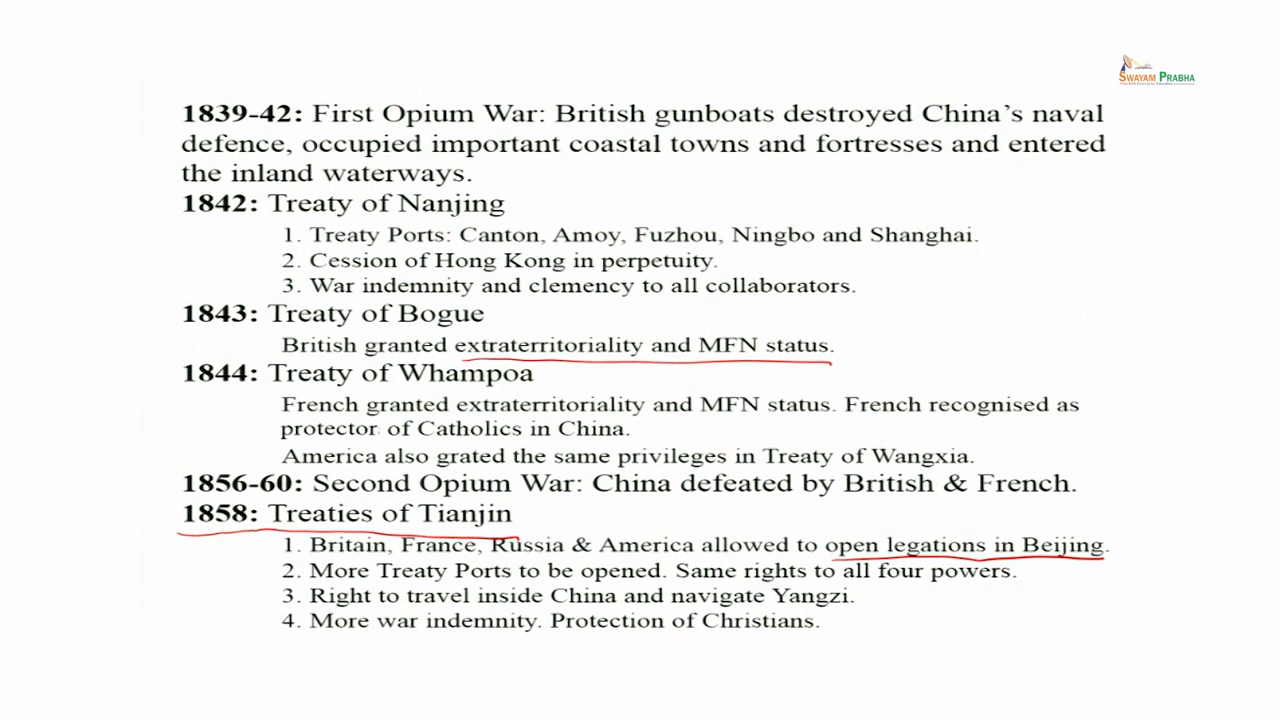 SWAYAM PRABHA
1839-42: First Opium War: British gunboats destroyed China's naval
defence, occupied important coastal towns and fortresses and entered
the inland waterways.
1842: Treaty of Nanjing
1. Treaty Ports: Canton, Amoy, Fuzhou, Ningbo and Shanghai.
2. Cession of Hong Kong in perpetuity.
3. War indemnity and clemency to all collaborators.
1843: Treaty of Bogue
British granted extraterritoriality and MFN status.
1844: Treaty of Whampoa
French granted extraterritoriality and MFN status. French recognised as
protector of Catholics in China.
America also grated the same privileges in Treaty of Wangxia.
1856-60: Second Opium War: China defeated by British & French.
1858: Treaties of Tianjin
1. Britain, France, Russia & America allowed to open legations in Beijing.
2. More Treaty Ports to be opened. Same rights to all four powers.
3. Right to travel inside China and navigate Yangzi.
4. More war indemnity. Protection of Christians.